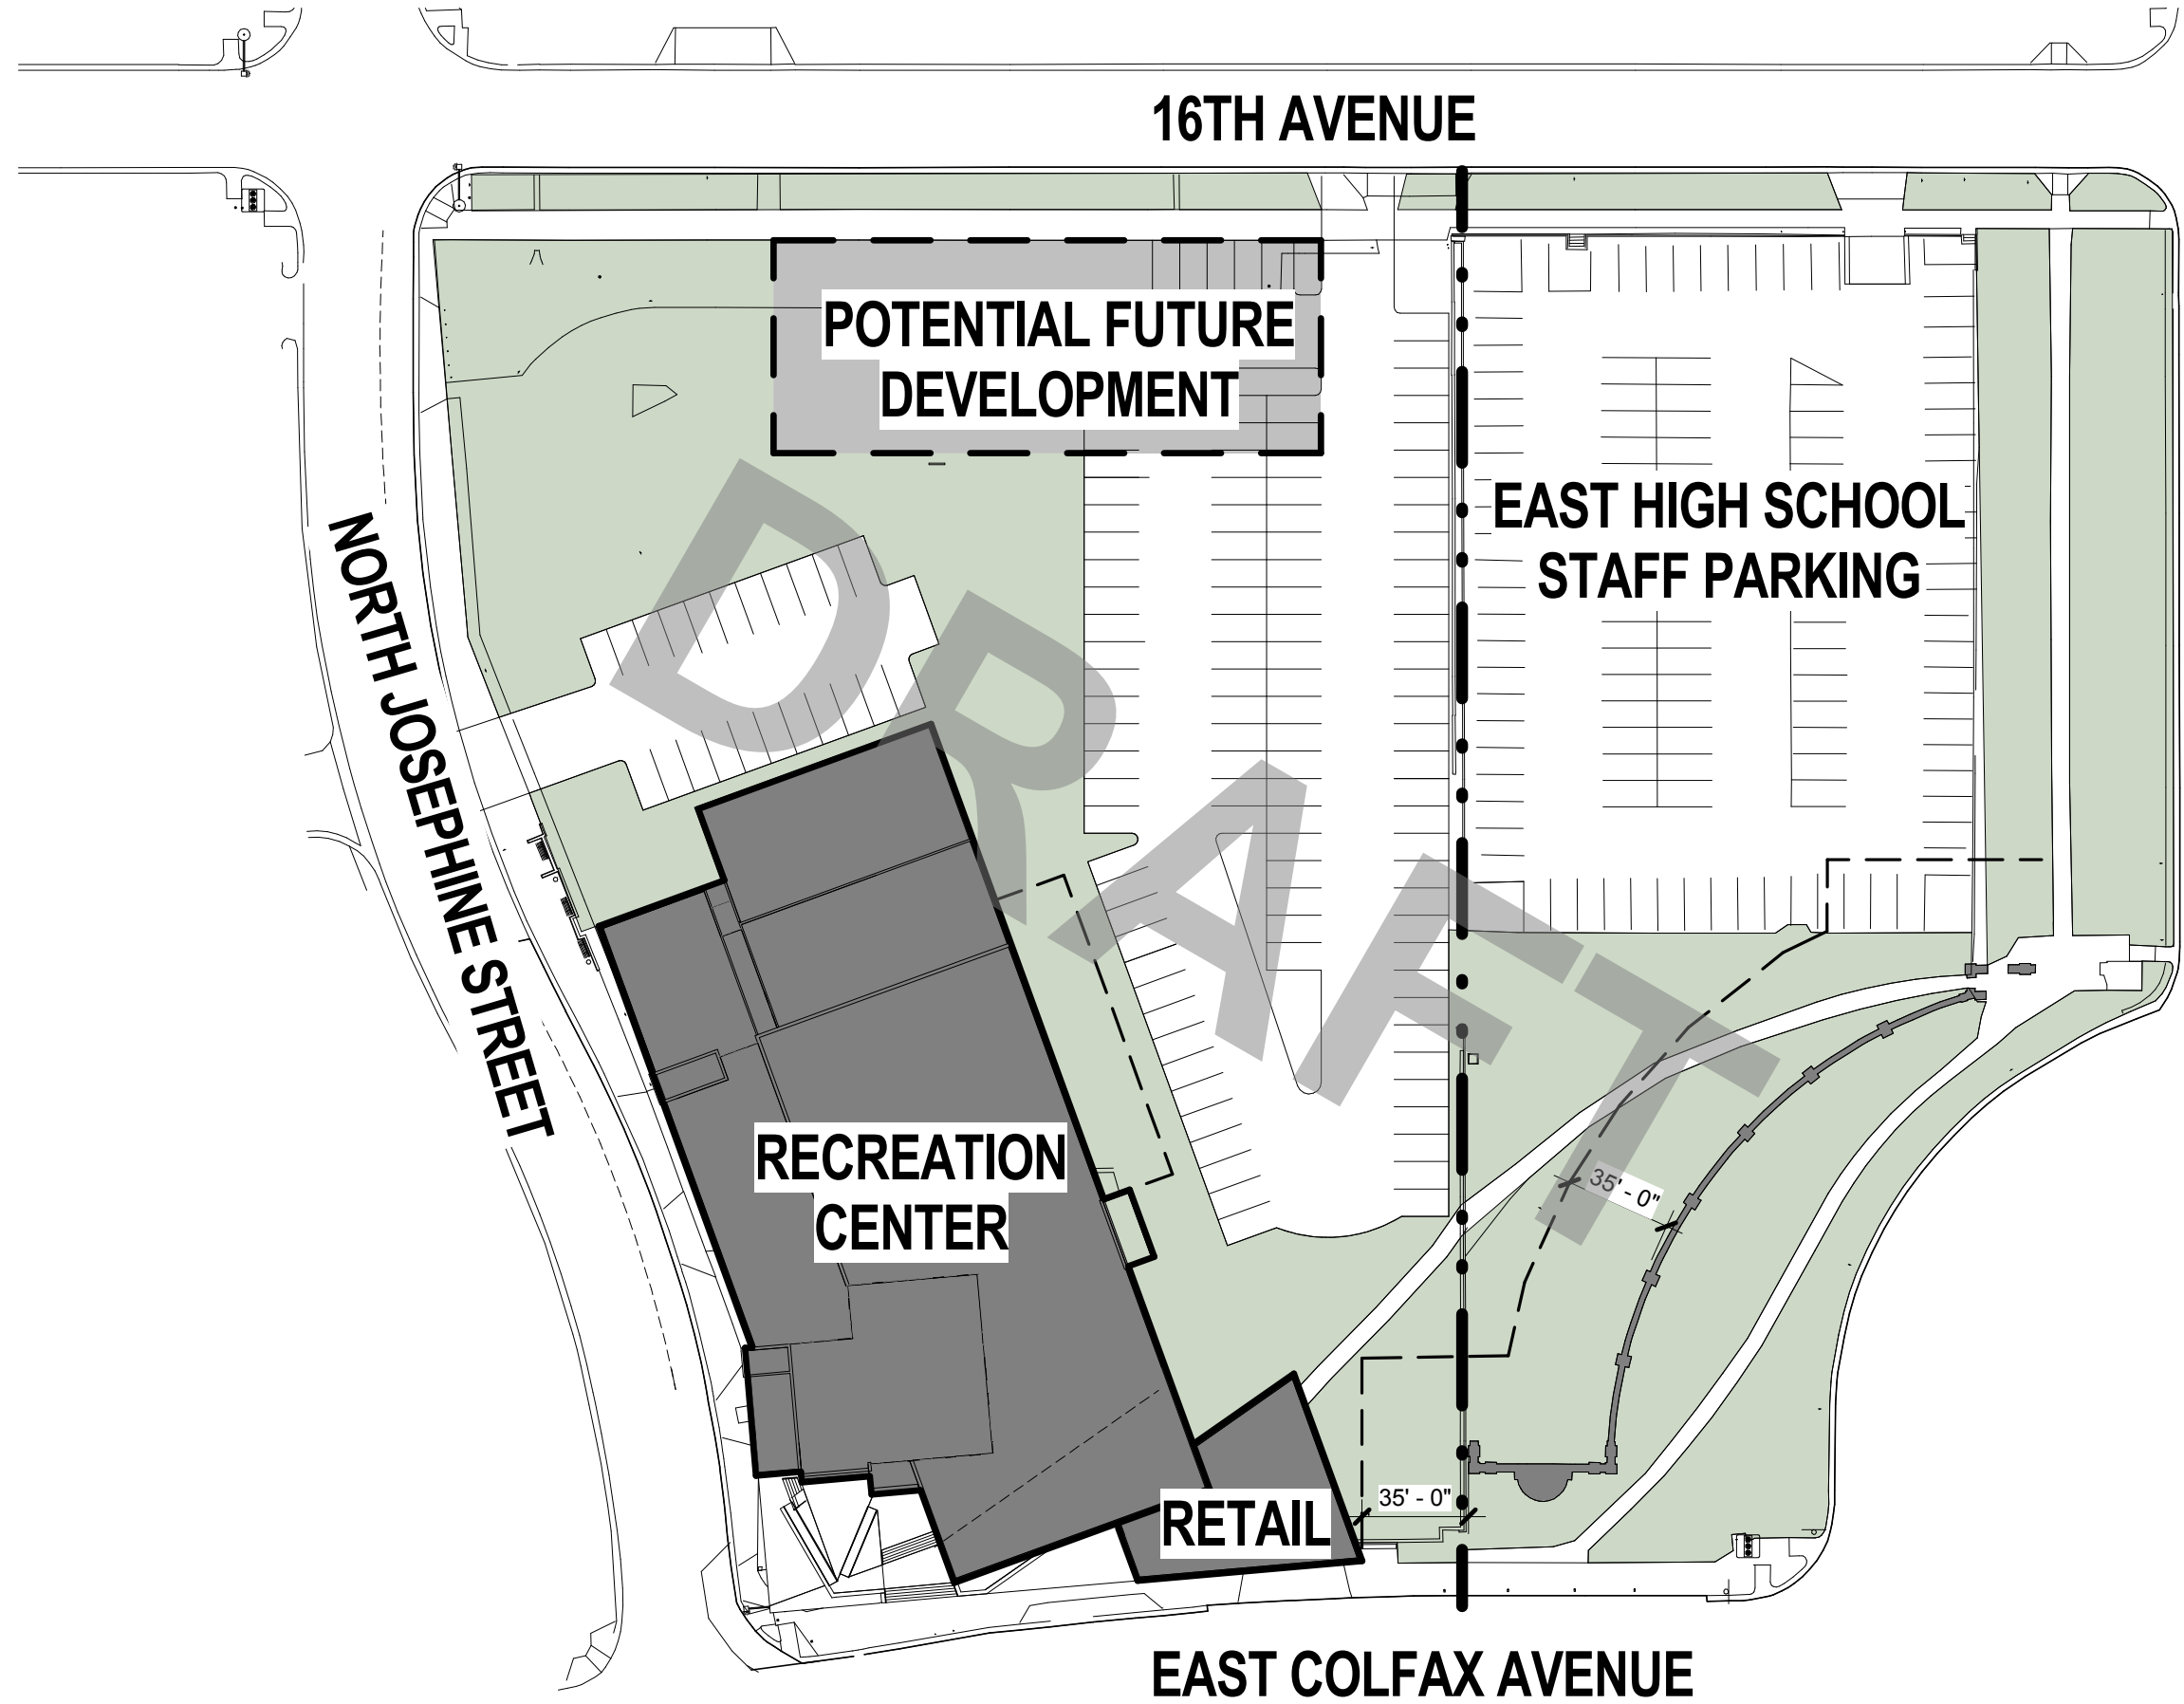 16TH AVENUE
POTENTIAL FUTURE
DEVELOPMENT
EAST HIGH SCHOOL
STAFF PARKING
NORTH JOSEPHINE STREET
DRAFT
RECREATION
CENTER
35' - 0"
RETAIL
35' - 0"
EAST COLFAX AVENUE